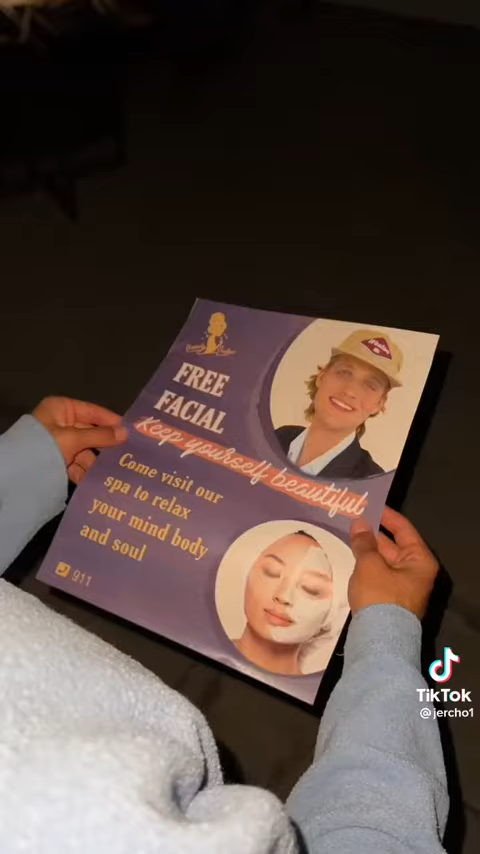 FREE
FACIAL
Keep yourself beautiful
Come visit our
spa to relax
your mind body
and soul
911
TikTok
@jercho1